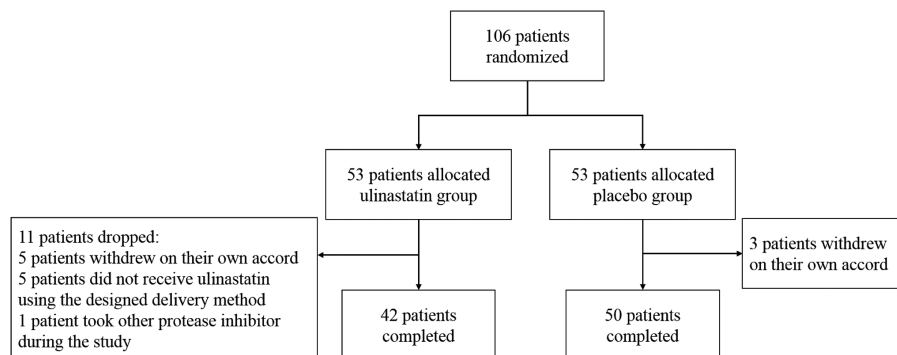 106 patients
randomized
53 patients allocated
ulinastatin group
53 patients allocated
placebo group
11 patients dropped:
5 patients withdrew on their own accord
5 patients did not receive ulinastatin
using the designed delivery method
1 patient took other protease inhibitor
during the study
3 patients withdrew
on their own accord
42 patients
completed
50 patients
completed